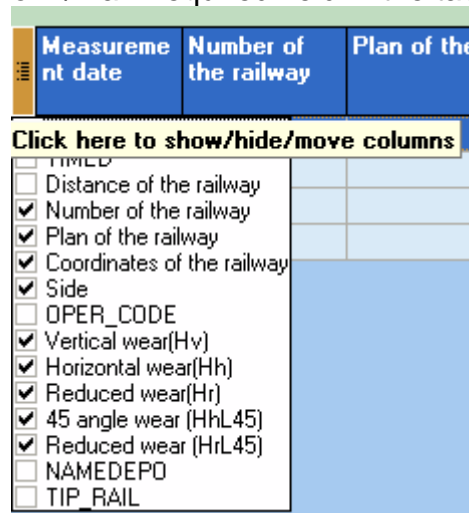 Measureme
nt date
Number of
the railway
Plan of the
Click here to show/hide/move columns
TIMED
Distance of the railway
Number of the railway
Plan of the railway
Coordinates of the railway
Side
OPER_CODE
Vertical wear(Hv)
Horizontal wear(Hh)
Reduced wear(Hr)
45 angle wear (HhL45)
Reduced wear (HrL45)
NAMEDEPO
TIP_RAIL